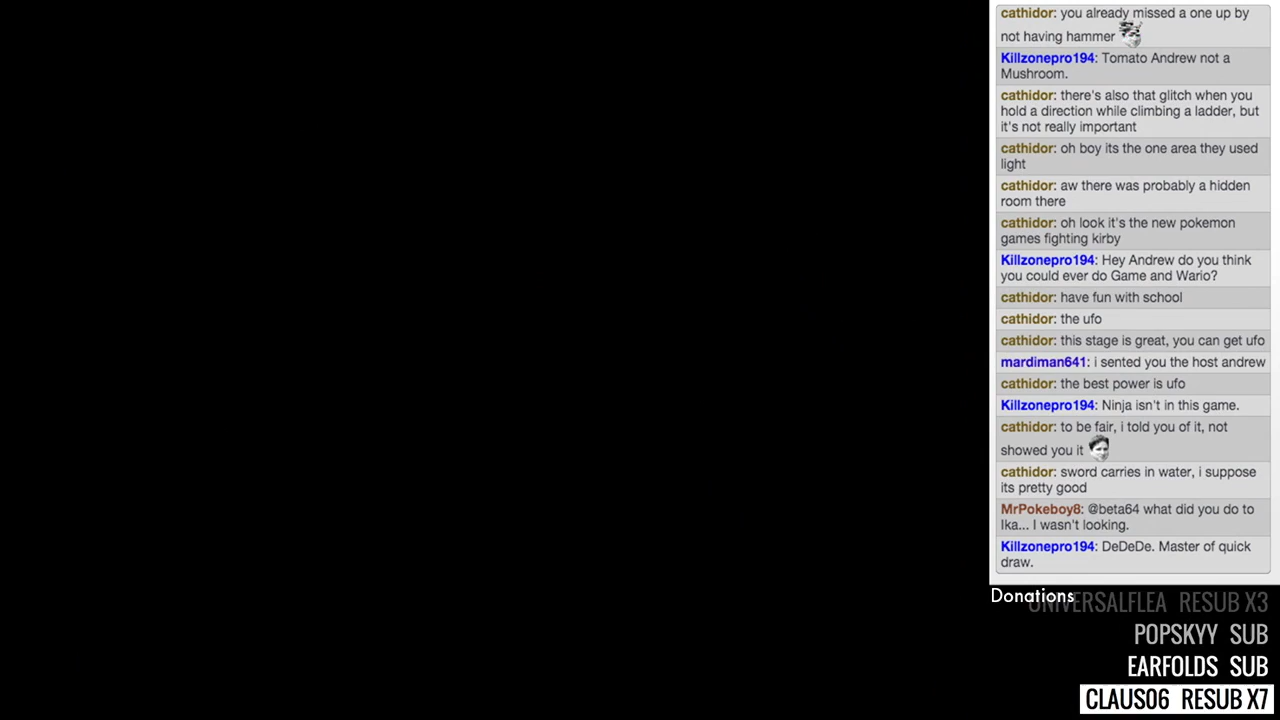 cathidor: you already missed a one up by
not having hammer
Killzonepro194: Tomato Andrew not a
Mushroom.
cathidor: there's also that glitch when you
hold a direction while climbing a ladder, but
it's not really important
cathidor: oh boy its the one area they used
light
cathidor: aw there was probably a hidden
room there
cathidor: oh look it's the new pokemon
games fighting kirby
Killzonepro194: Hey Andrew do you think
you could ever do Game and Wario?
cathidor: have fun with school
cathidor: the ufo
cathidor: this stage is great, you can get ufo
mardiman641: i sented you the host andrew
cathidor: the best power is ufo
Killzonepro194: Ninja isn't in this game.
cathidor: to be fair, i told you of it, not
showed you it
cathidor: sword carries in water, i suppose
its pretty good
MrPokeboy8: @beta64 what did you do to
Ika... I wasn't looking.
Killzonepro194: DeDeDe. Master of quick
draw.
Donations
UNIVERSALFLEA RESUB X3
POPSKYY SUB
EARFOLDS SUB
CLAUS06 RESUB X7